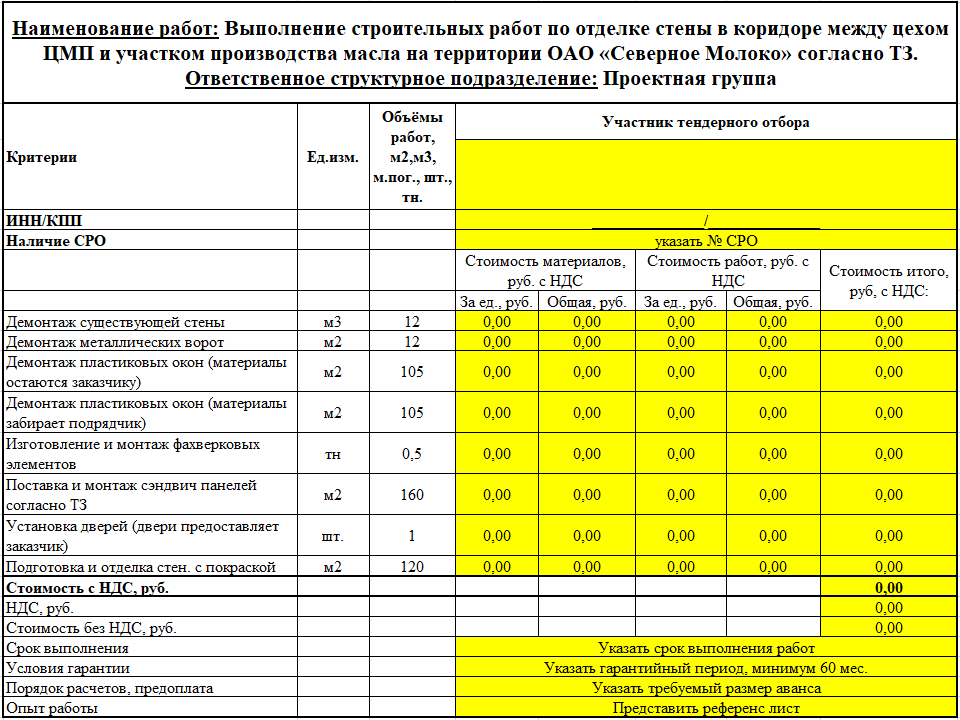 Наименование работ: Выполнение строительных работ по отделке стены в коридоре между цехом
ЦМП и участком производства масла на территории ОАО «Северное Молоко» согласно ТЗ.
Ответственное структурное подразделение: Проектная группа
Критерии
Ед.изм.
Объёмы
работ,
м2,м3,
м.пог., шт.,
тн.
Участник тендерного отбора
ИНН/КПП
_______________/_______________
Наличие СРО
указать № СРО
Стоимость материалов,
руб. с НДС
Стоимость работ, руб. с
НДС
Стоимость итого,
руб, с НДС:
За ед., руб. Общая, руб. За ед., руб. Общая, руб.
Демонтаж существующей стены м3 12 0,00 0,00 0,00 0,00 0,00
Демонтаж металлических ворот м2 12 0,00 0,00 0,00 0,00 0,00
Демонтаж пластиковых окон (материалы
остаются заказчику) м2 105 0,00 0,00 0,00 0,00 0,00
Демонтаж пластиковых окон (материалы
забирает подрядчик) м2 105 0,00 0,00 0,00 0,00 0,00
Изготовление и монтаж фахверковых
элементов тн 0,5 0,00 0,00 0,00 0,00 0,00
Поставка и монтаж сэндвич панелей
согласно ТЗ м2 160 0,00 0,00 0,00 0,00 0,00
Установка дверей (двери предоставляет
заказчик) шт. 1 0,00 0,00 0,00 0,00 0,00
Подготовка и отделка стен. с покраской м2 120 0,00 0,00 0,00 0,00 0,00
Стоимость с НДС, руб. 0,00
НДС, руб. 0,00
Стоимость без НДС, руб. 0,00
Срок выполнения Указать срок выполнения работ
Условия гарантии Указать гарантийный период, минимум 60 мес.
Порядок расчетов, предоплата Указать требуемый размер аванса
Опыт работы Представить референс лист